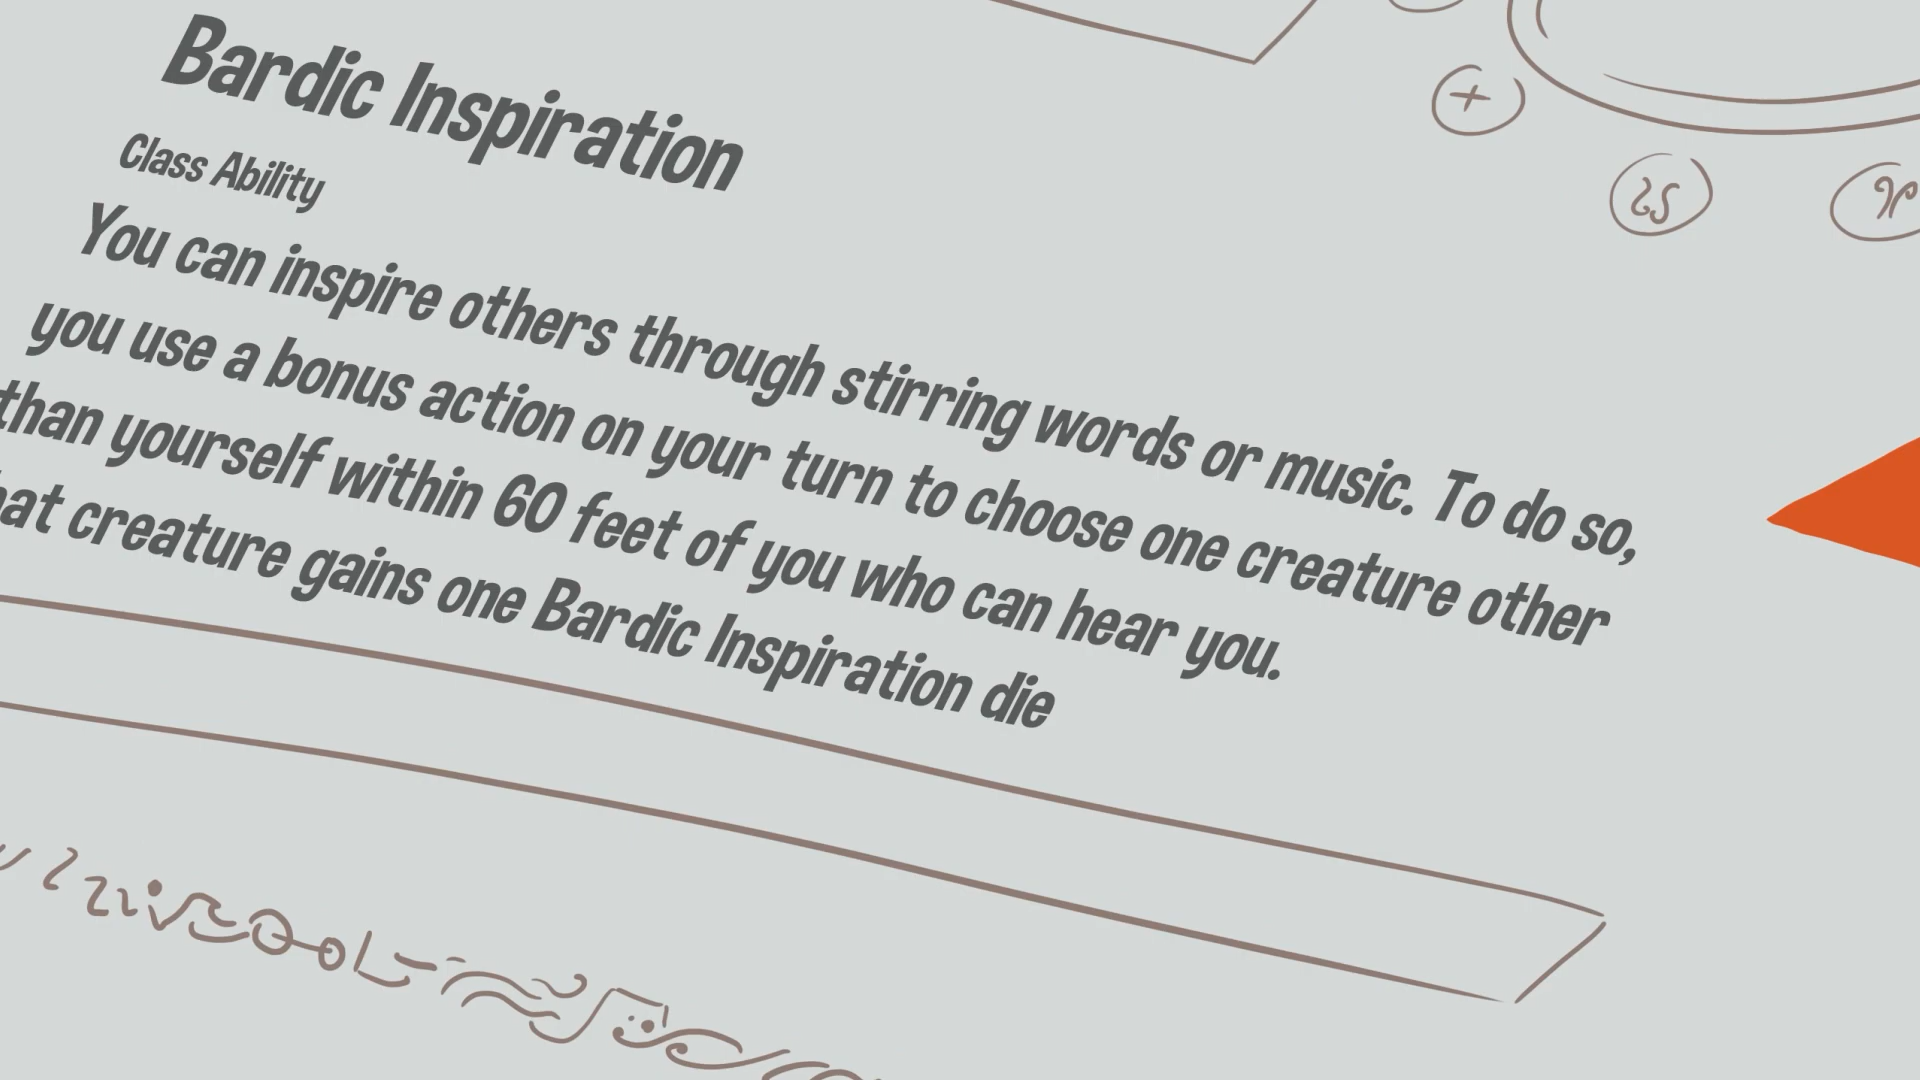 Bardic Inspiration
Class Ability
You can inspire others through stirring words or music. To do so,
you use a bonus action on your turn to choose one creature other
than yourself within 60 feet of you who can hear you.
creature gains one Bardic Inspiration die